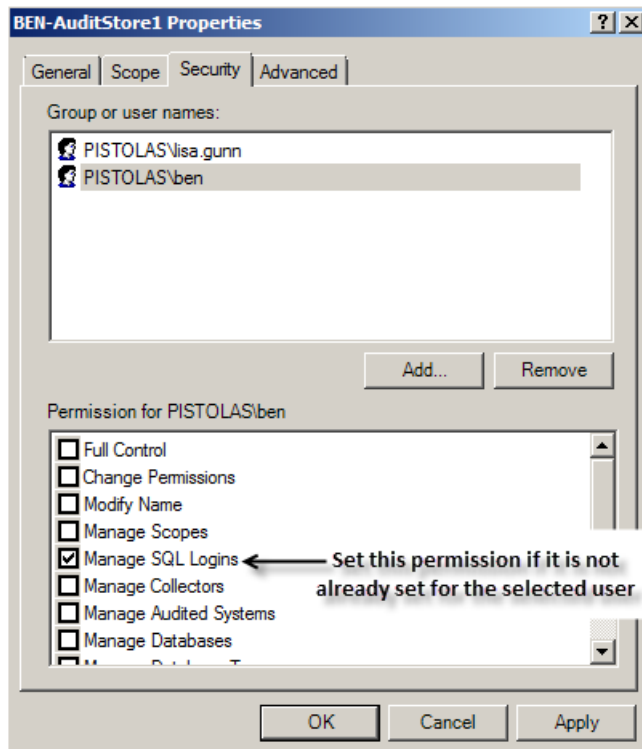 BEN-AuditStore1 Properties
General Scope Security Advanced
Group or user names:
PISTOLAS\lisa.gunn
PISTOLAS\ben
Add... Remove
Permission for PISTOLAS\ben
Full Control
Change Permissions
Modify Name
Manage Scopes
Manage SQL Logins Set this permission if it is not
Manage Collectors already set for the selected user
Manage Audited Systems
Manage Databases
OK Cancel Apply